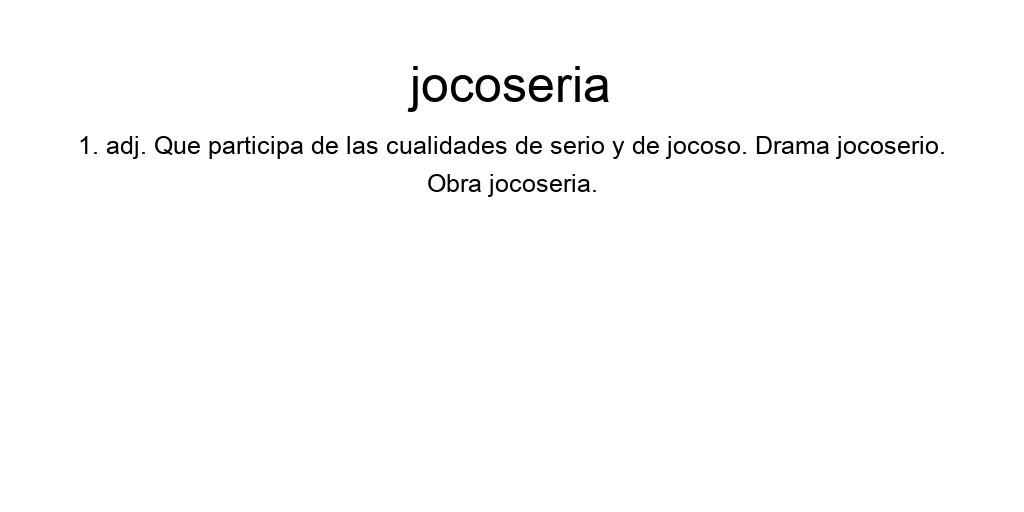 jocoseria
1. adj. Que participa de las cualidades de serio y de jocoso. Drama jocoserio.
Obra jocoseria.